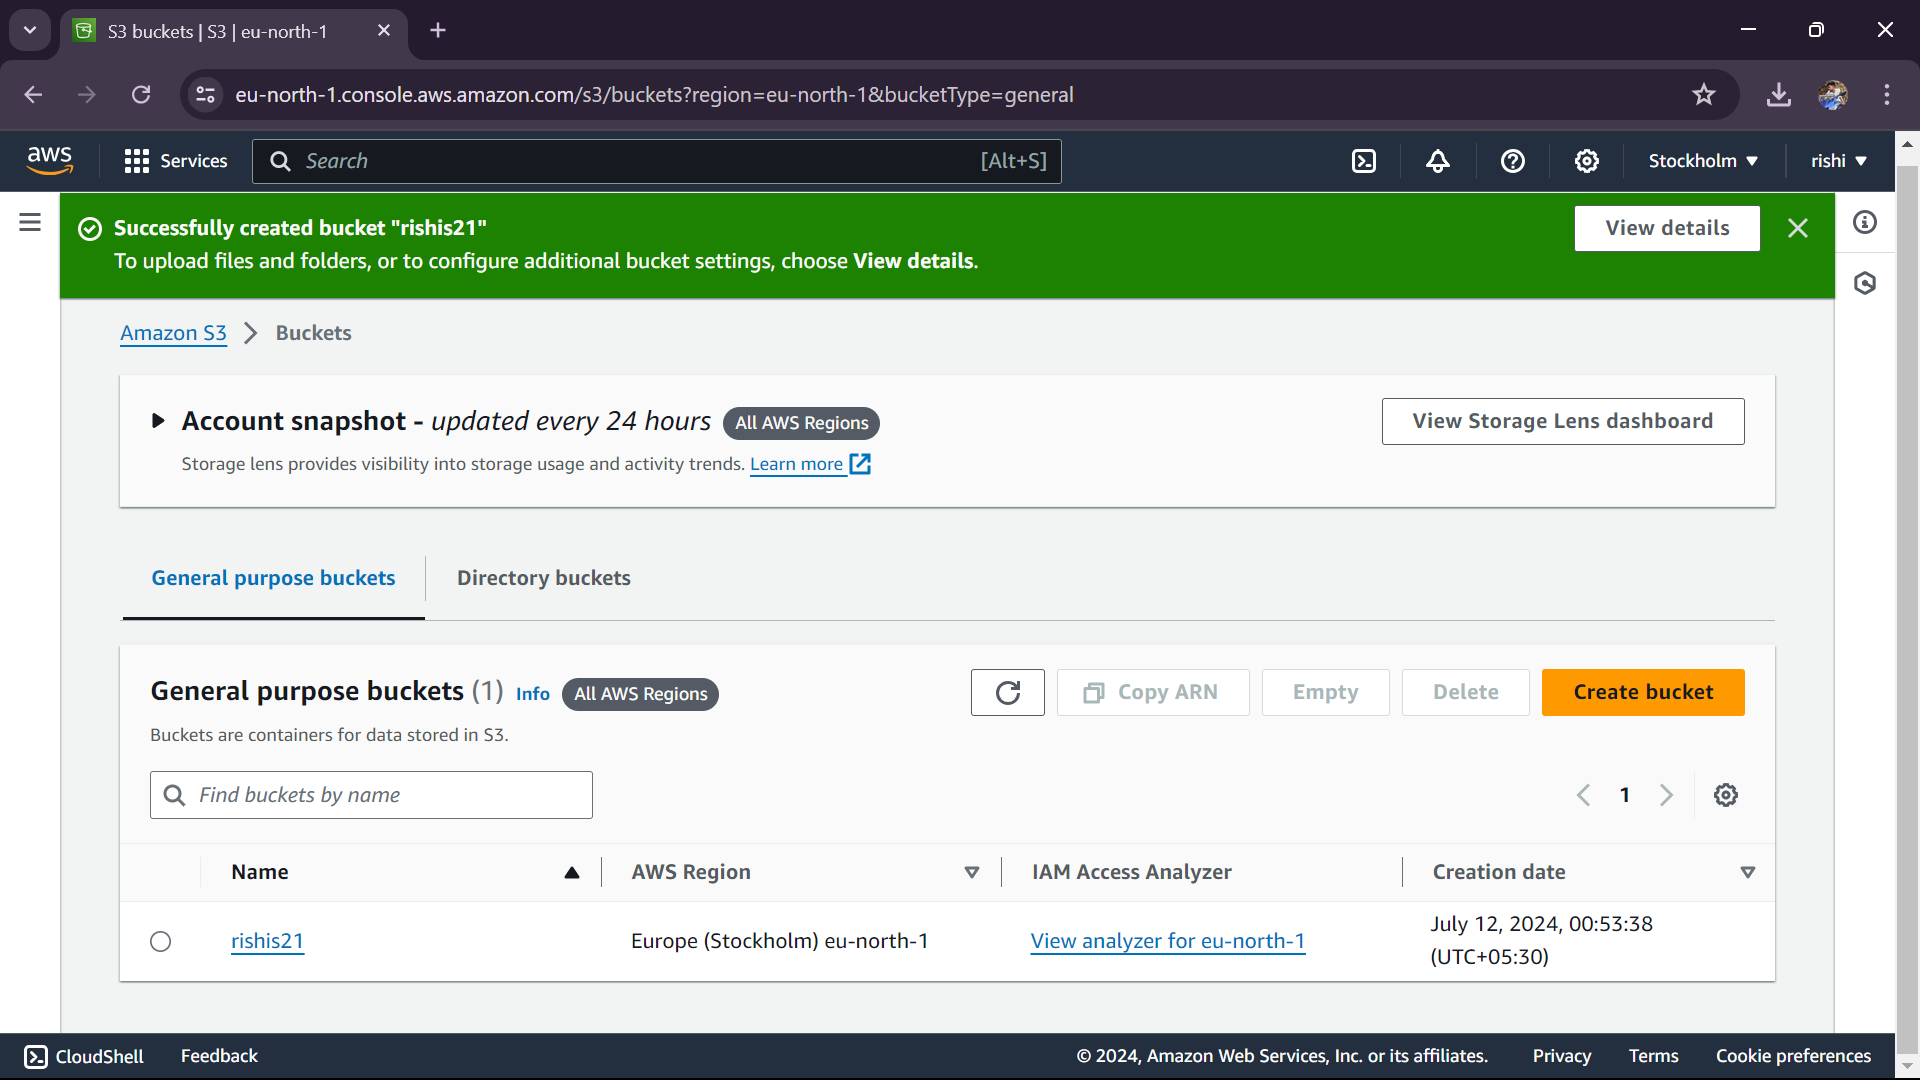 S3 buckets | S3 | eu-north-1
eu-north-1.console.aws.amazon.com/s3/buckets?region=eu-north-1&bucketType=general
aws Services Search [Alt+S] Stockholm rishi
Successfully created bucket "rishis21" View details
To upload files and folders, or to configure additional bucket settings, choose View details.
Amazon S3 Buckets
Account snapshot - updated every 24 hours All AWS Regions View Storage Lens dashboard
Storage lens provides visibility into storage usage and activity trends. Learn more
General purpose buckets Directory buckets
General purpose buckets (1) Info All AWS Regions Copy ARN Empty Delete Create bucket
Buckets are containers for data stored in S3.
Find buckets by name 1
Name AWS Region IAM Access Analyzer Creation date
rishis21 Europe (Stockholm) eu-north-1 View analyzer for eu-north-1 July 12, 2024, 00:53:38
(UTC+05:30)
CloudShell Feedback © 2024, Amazon Web Services, Inc. or its affiliates. Privacy Terms Cookie preferences